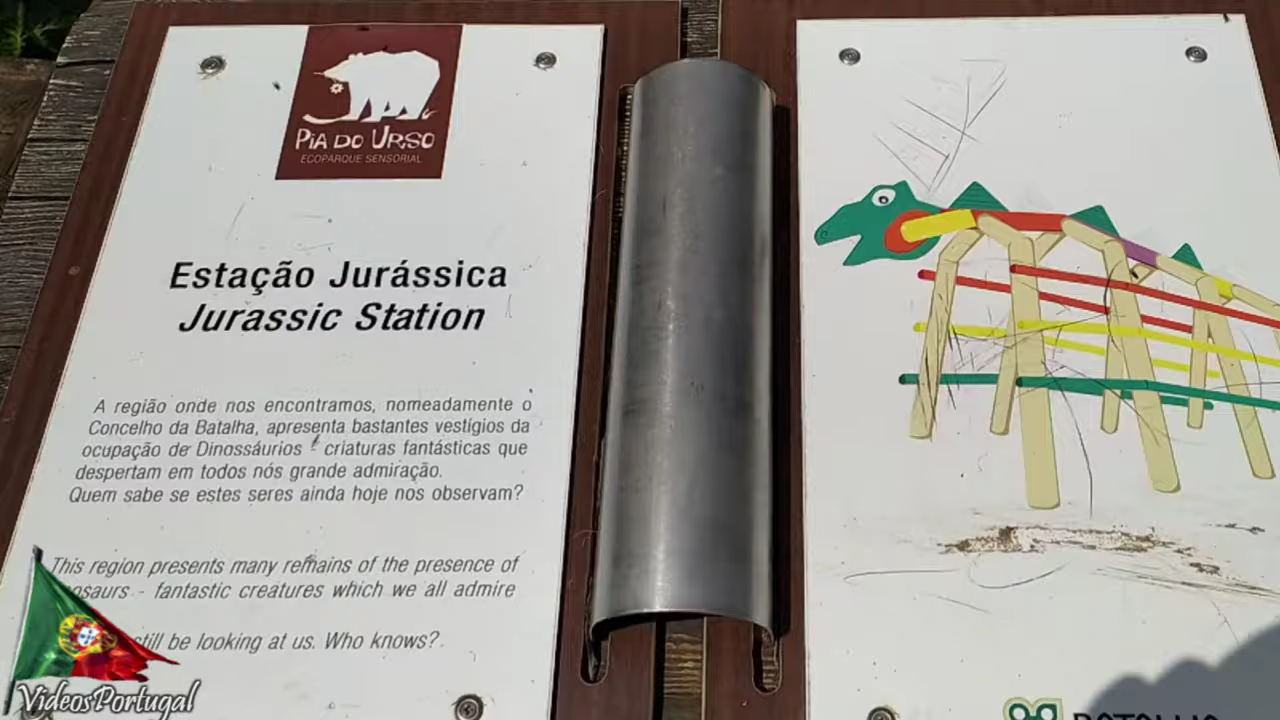 PIA DO URSO
ECOPARQUE SENSORIAL
Estação Jurássica
Jurassic Station
A região onde nos encontramos, nomeadamente o
Concelho da Batalha, apresenta bastantes vestígios da
ocupação de Dinossáurios - criaturas fantásticas que
despertam em todos nós grande admiração.
Quem sabe se estes seres ainda hoje nos observam?
This region presents many remains of the presence of
- fantastic creatures which we all admire
still be looking at us. Who knows?.
VideosPortugal
BATALHA